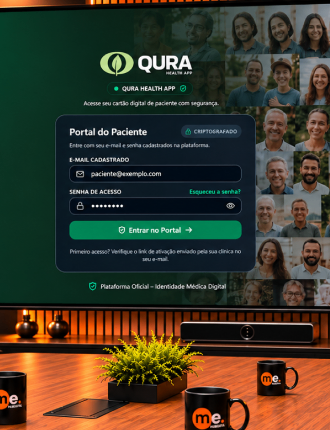 QURA
HEALTH APP
QURA HEALTH APP
Acesse seu cartão digital de paciente com segurança.
Portal do Paciente
CRIPTOGRAFADO
Entre com seu e-mail e senha cadastrados na plataforma.
E-MAIL CADASTRADO
paciente@exemplo.com
SENHA DE ACESSO
Esqueceu a senha?
Entrar no Portal
Primeiro acesso? Verifique o link de ativação enviado pela sua clínica no
seu e-mail.
Plataforma Oficial – Identidade Médica Digital
me.
me.
me.